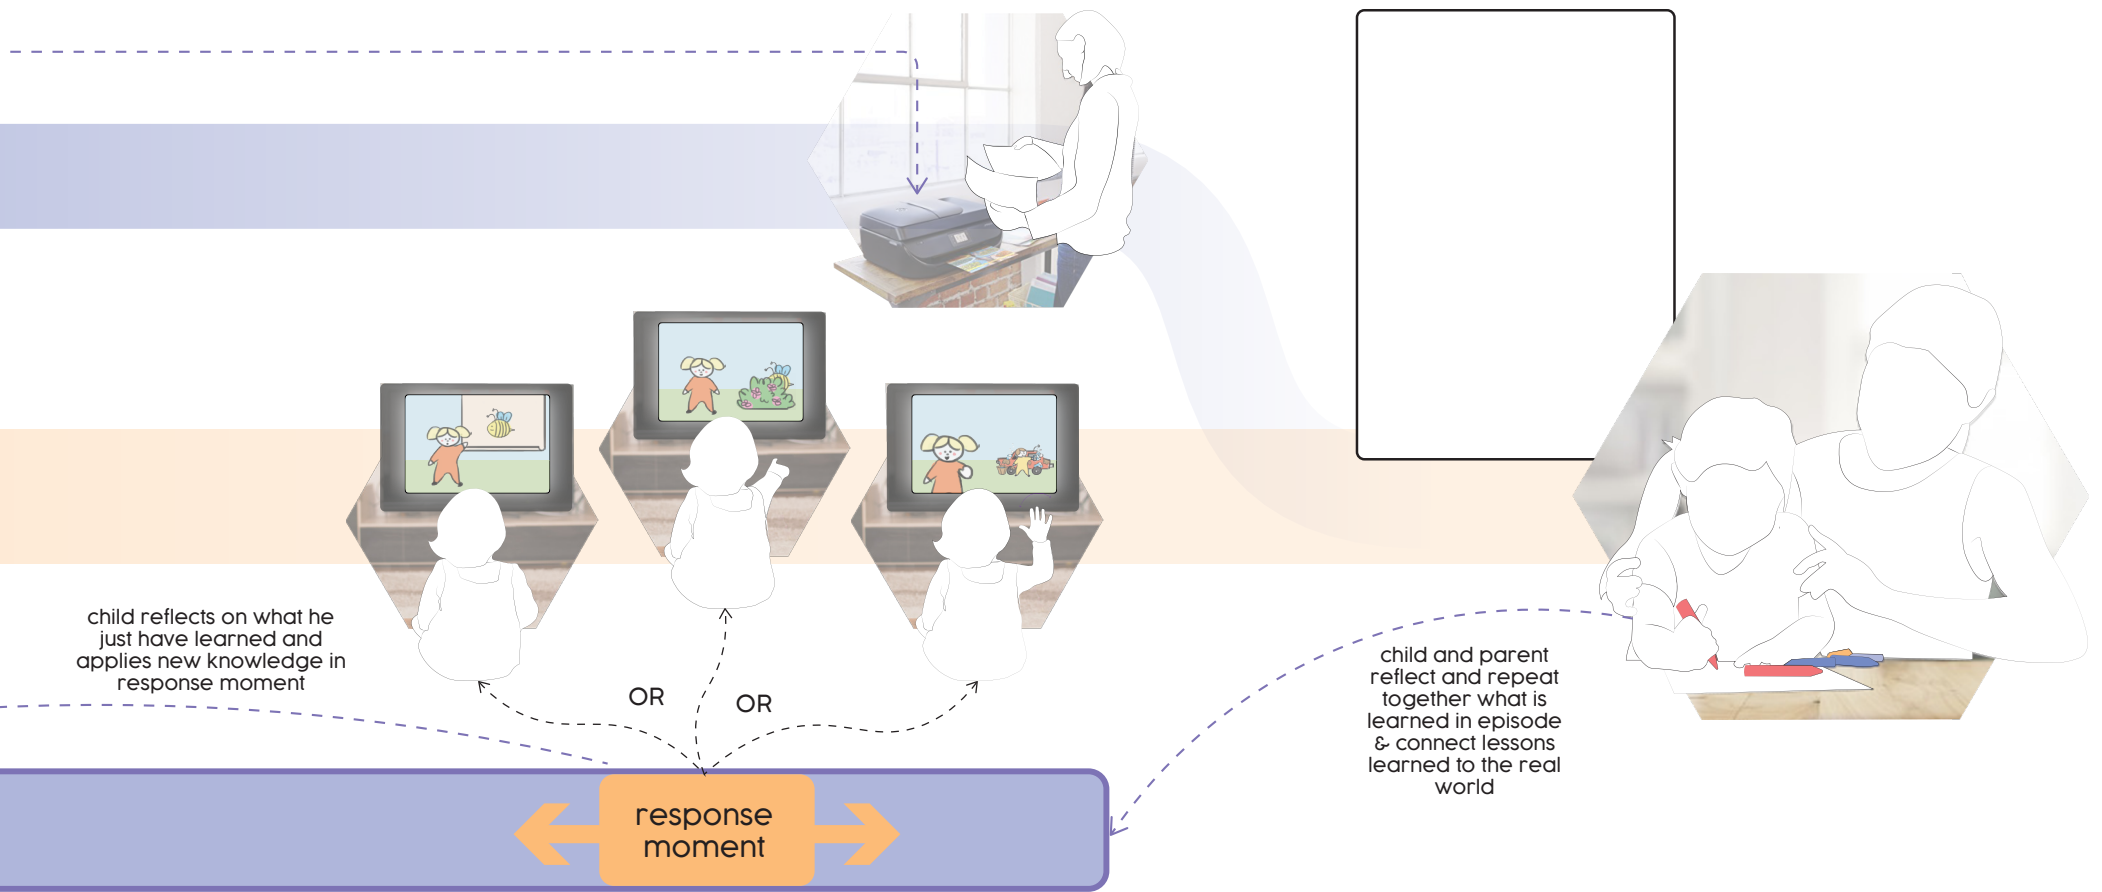 child reflects on what he
just have learned and
applies new knowledge in
response moment
OR
OR
response
moment
child and parent
reflect and repeat
together what is
learned in episode
& connect lessons
learned to the real
world